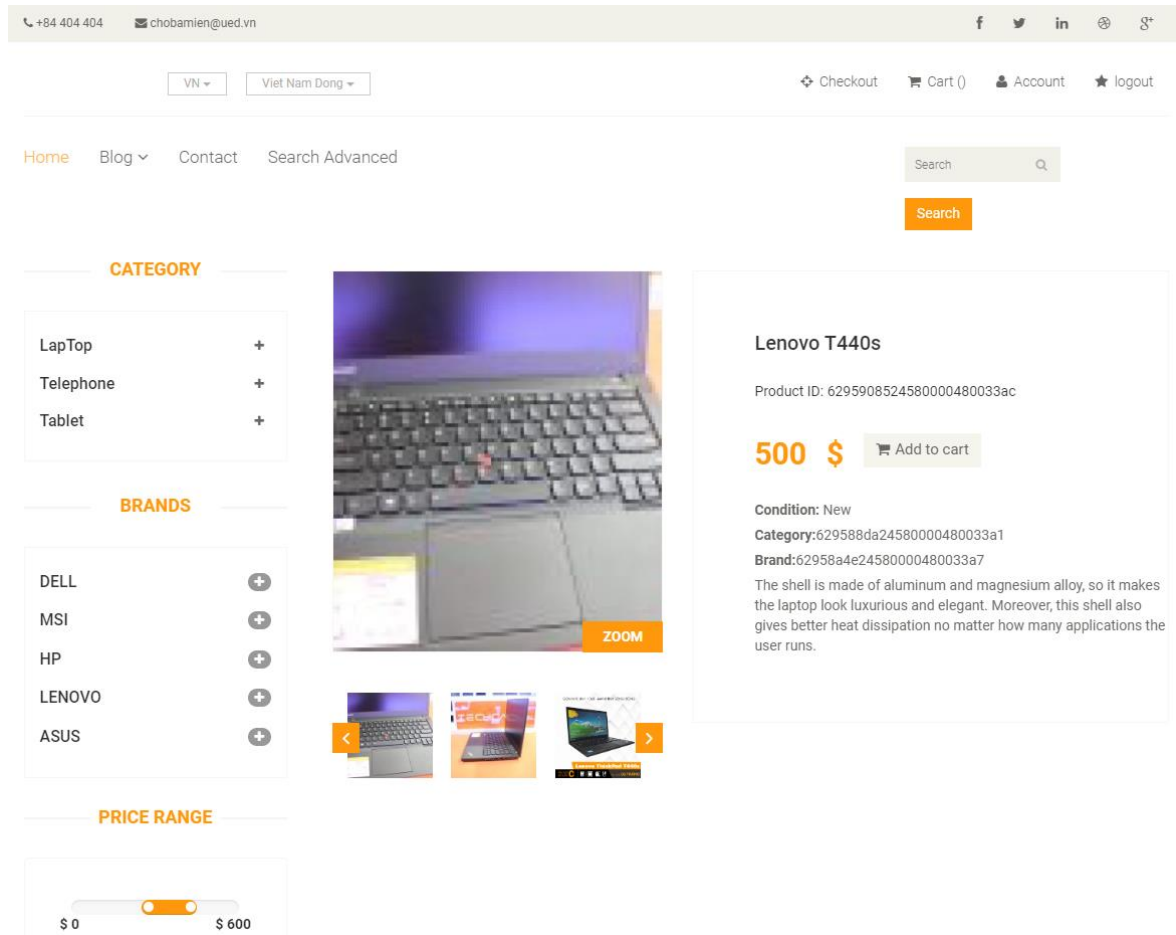 +84 404 404
chobamien@ued.vn
VN
Viet Nam Dong
Checkout
Cart ()
Account
logout
Home
Blog
Contact
Search Advanced
Search
Search
CATEGORY
LapTop
Telephone
Tablet
BRANDS
DELL
MSI
HP
LENOVO
ASUS
PRICE RANGE
$ 0
$ 600
ZOOM
Lenovo ThinkPad T440s
Lenovo T440s
Product ID: 6295908524580000480033ac
500 $
Add to cart
Condition: New
Category:629588da24580000480033a1
Brand:62958a4e24580000480033a7
The shell is made of aluminum and magnesium alloy, so it makes
the laptop look luxurious and elegant. Moreover, this shell also
gives better heat dissipation no matter how many applications the
user runs.